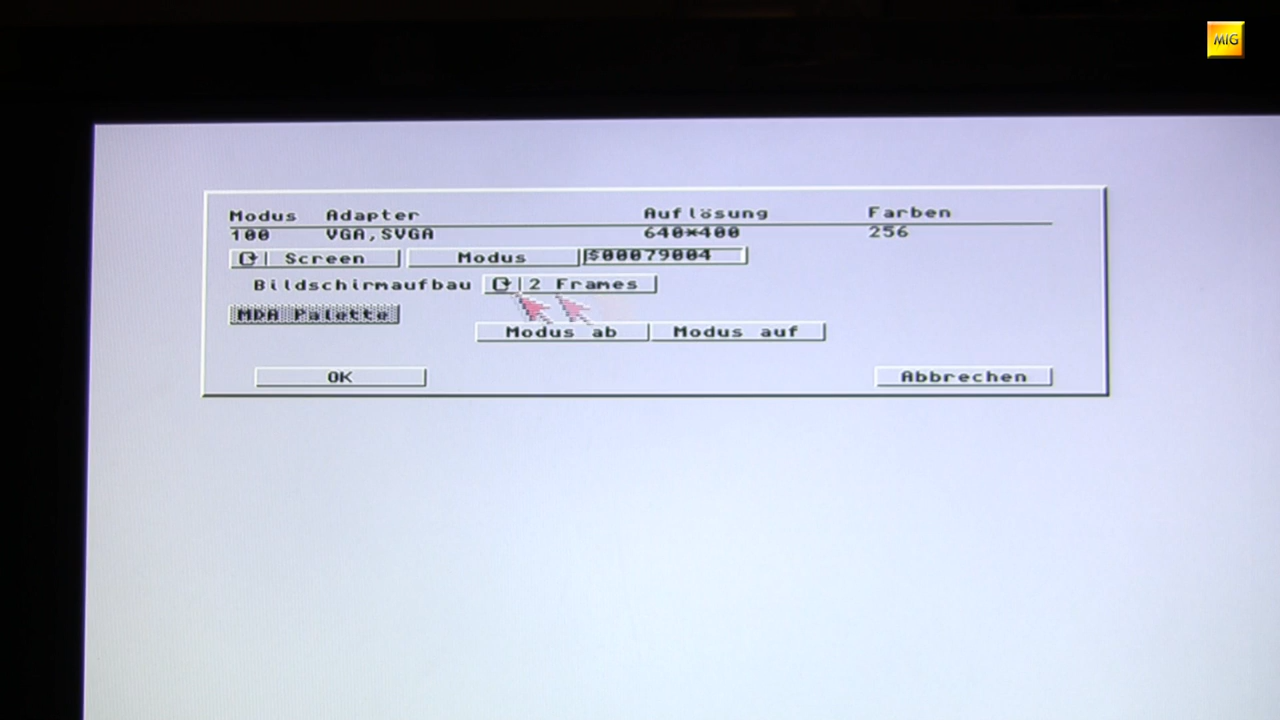 MIG
Modus Adapter Auflösung Farben
100 VGA,SVGA 640×400 256
Screen Modus $00079004
Bildschirmaufbau 2 Frames
MDA Palette
Modus ab Modus auf
OK Abbrechen